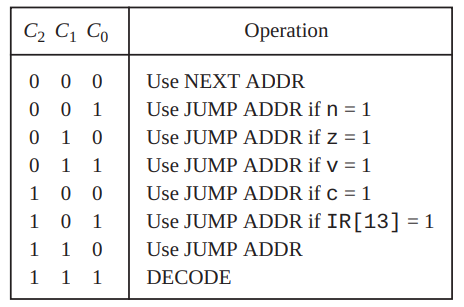 C2 C1 C0 Operation
0 0 0 Use NEXT ADDR
0 0 1 Use JUMP ADDR if n = 1
0 1 0 Use JUMP ADDR if z = 1
0 1 1 Use JUMP ADDR if v = 1
1 0 0 Use JUMP ADDR if c = 1
1 0 1 Use JUMP ADDR if IR[13] = 1
1 1 0 Use JUMP ADDR
1 1 1 DECODE